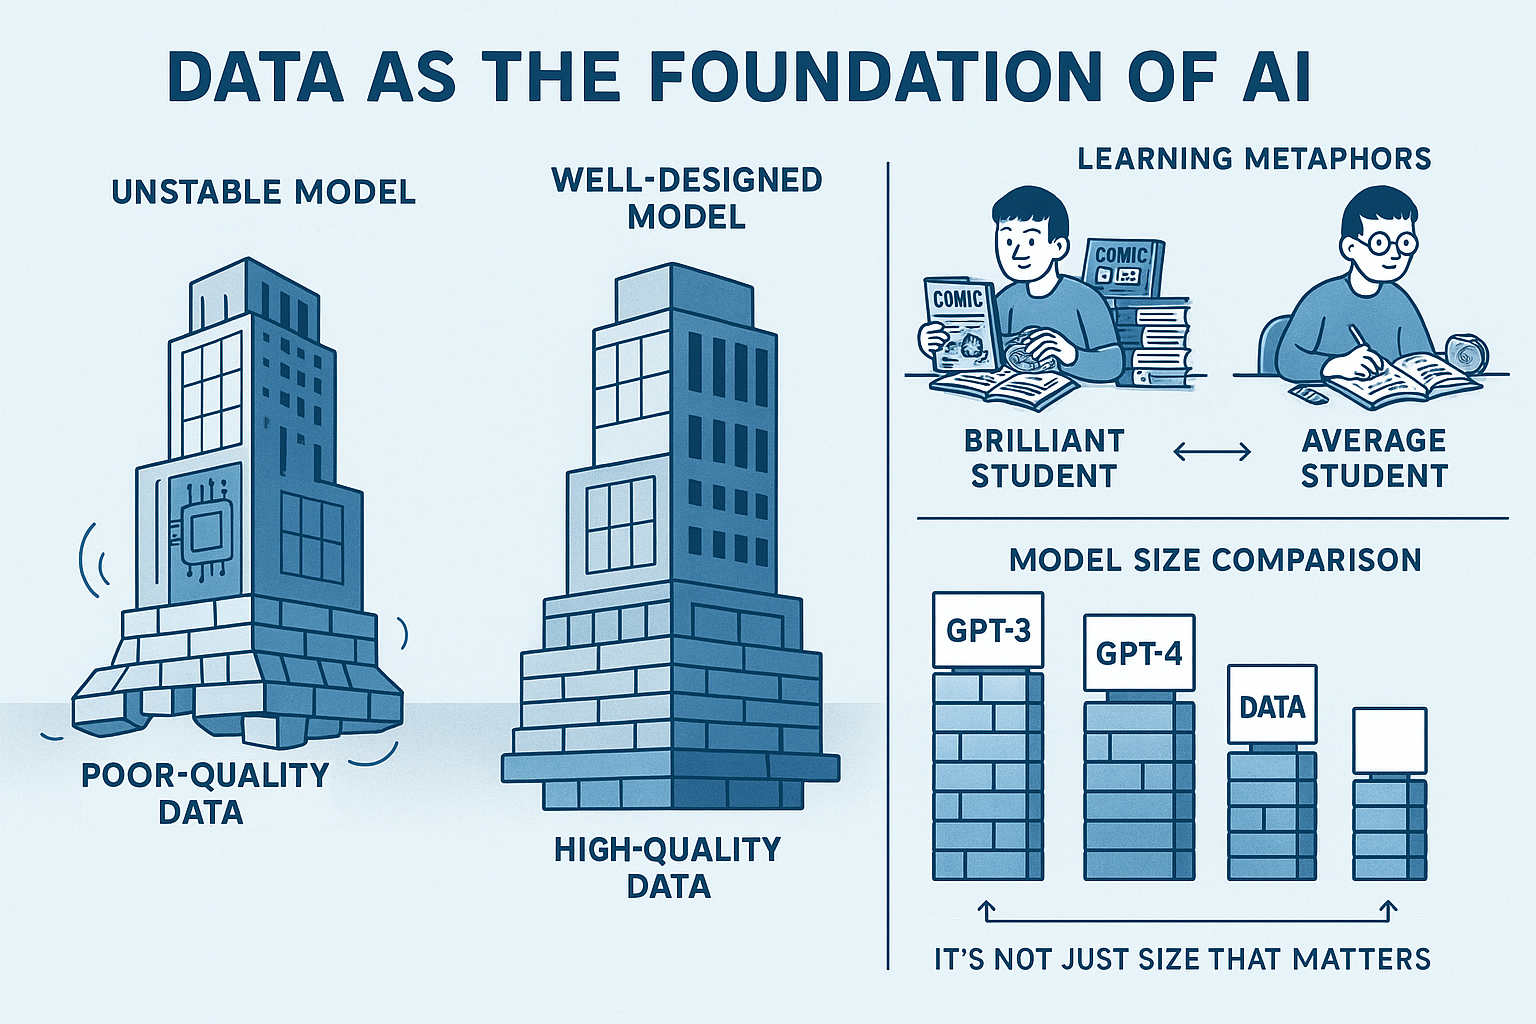 DATA AS THE FOUNDATION OF AI
UNSTABLE MODEL
POOR-QUALITY
DATA
WELL-DESIGNED
MODEL
HIGH-QUALITY
DATA
LEARNING METAPHORS
COMIC
COMIC
BRILLIANT
STUDENT
AVERAGE
STUDENT
MODEL SIZE COMPARISON
GPT-3
GPT-4
DATA
IT'S NOT JUST SIZE THAT MATTERS